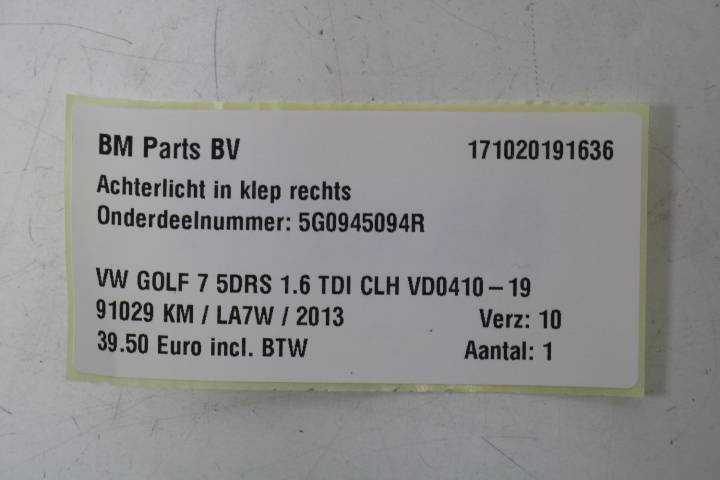 BM Parts BV 171020191636
Achterlicht in klep rechts
Onderdeelnummer: 5G0945094R
VW GOLF 7 5DRS 1.6 TDI CLH VD0410-19
91029 KM / LA7W / 2013 Verz: 10
39.50 Euro incl. BTW Aantal: 1